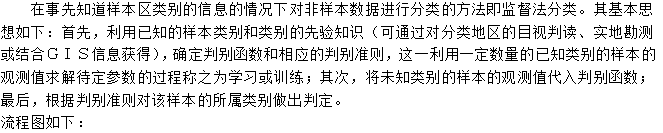 在事先知道样本区类别的信息的情况下对非样本数据进行分类的方法即监督法分类。其基本思
想如下：首先，利用已知的样本类别和类别的先验知识（可通过对分类地区的目视判读、实地勘测
或结合ＧＩＳ信息获得），确定判别函数和相应的判别准则，这一利用一定数量的已知类别的样本的
观测值求解待定参数的过程称之为学习或训练；其次，将未知类别的样本的观测值代入判别函数；
最后，根据判别准则对该样本的所属类别做出判定。
流程图如下：